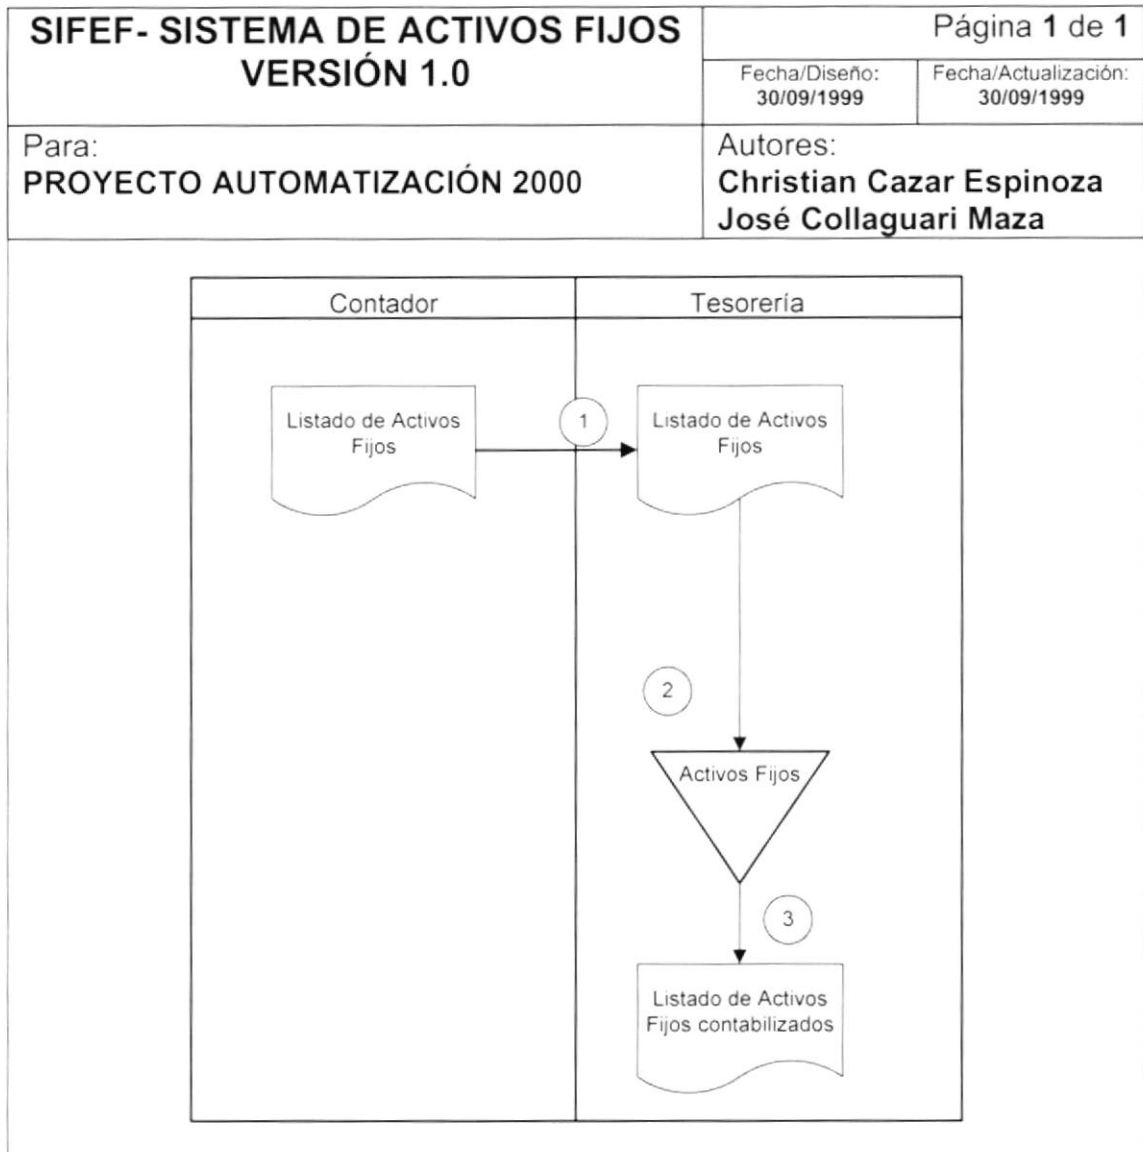 SIFEF- SISTEMA DE ACTIVOS FIJOS
VERSIÓN 1.0
Página 1 de 1
Fecha/Diseño:
30/09/1999
Fecha/Actualización:
30/09/1999
Para:
PROYECTO AUTOMATIZACIÓN 2000
Autores:
Christian Cazar Espinoza
José Collaguari Maza
Contador
Tesorería
Listado de Activos
Fijos
1
Listado de Activos
Fijos
2
Activos Fijos
3
Listado de Activos
Fijos contabilizados